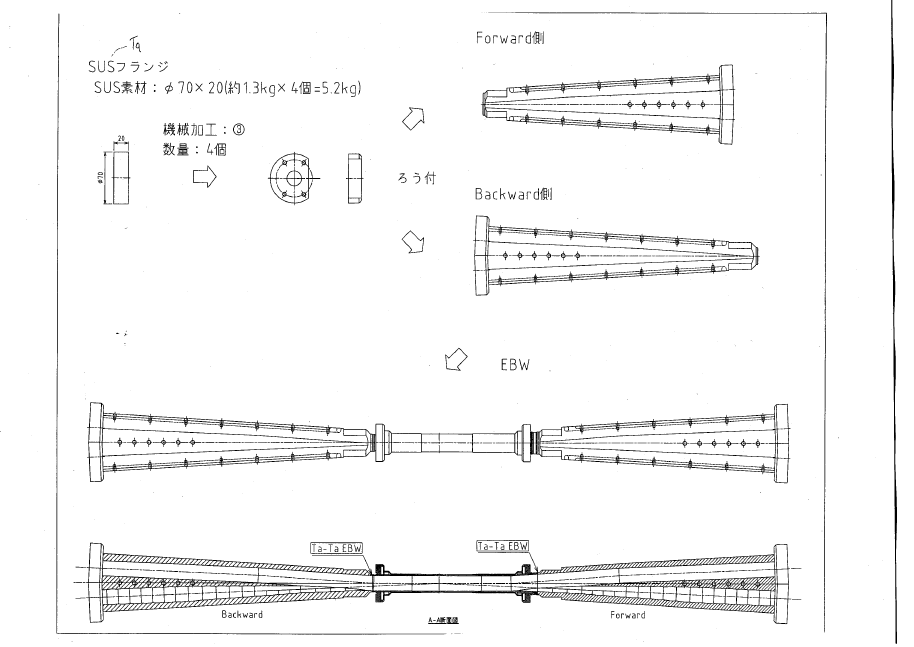 Ta
SUSフランジ
SUS素材：φ70×20(約1.3kg×4個=5.2kg)
機械加工：③
数量：4個
20
φ70
ろう付
Forward側
Backward側
EBW
Ta-Ta EBW
Ta-Ta EBW
Backward
Forward
A-A断面図